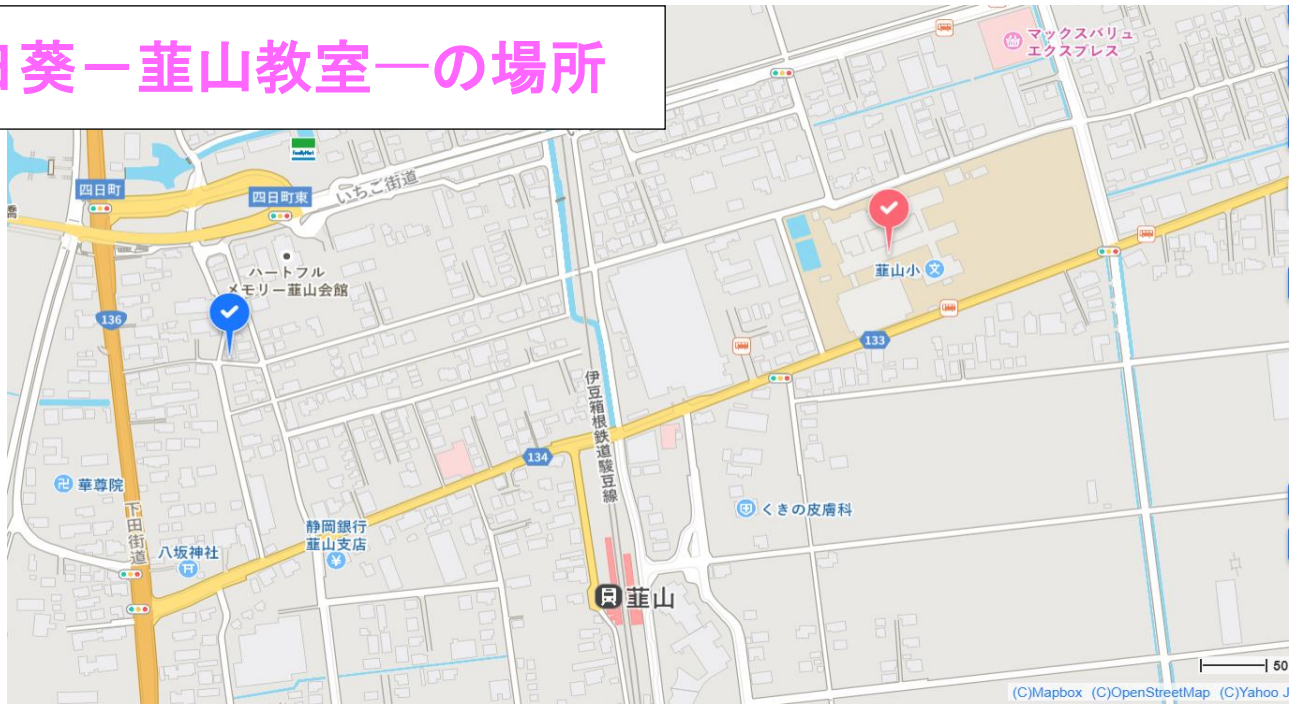 日葵－韮山教室―の場所
マックスバリュ
エクスプレス
FamilyMart
四日町
四日町東
いちご街道
橋
ハートフル
メモリー韮山会館
韮山小
文
136
133
伊豆箱根鉄道駿豆線
134
華尊院
くきの皮膚科
下田街道
静岡銀行
韮山支店
八坂神社
韮山
50
(C)Mapbox (C)OpenStreetMap (C)Yahoo J